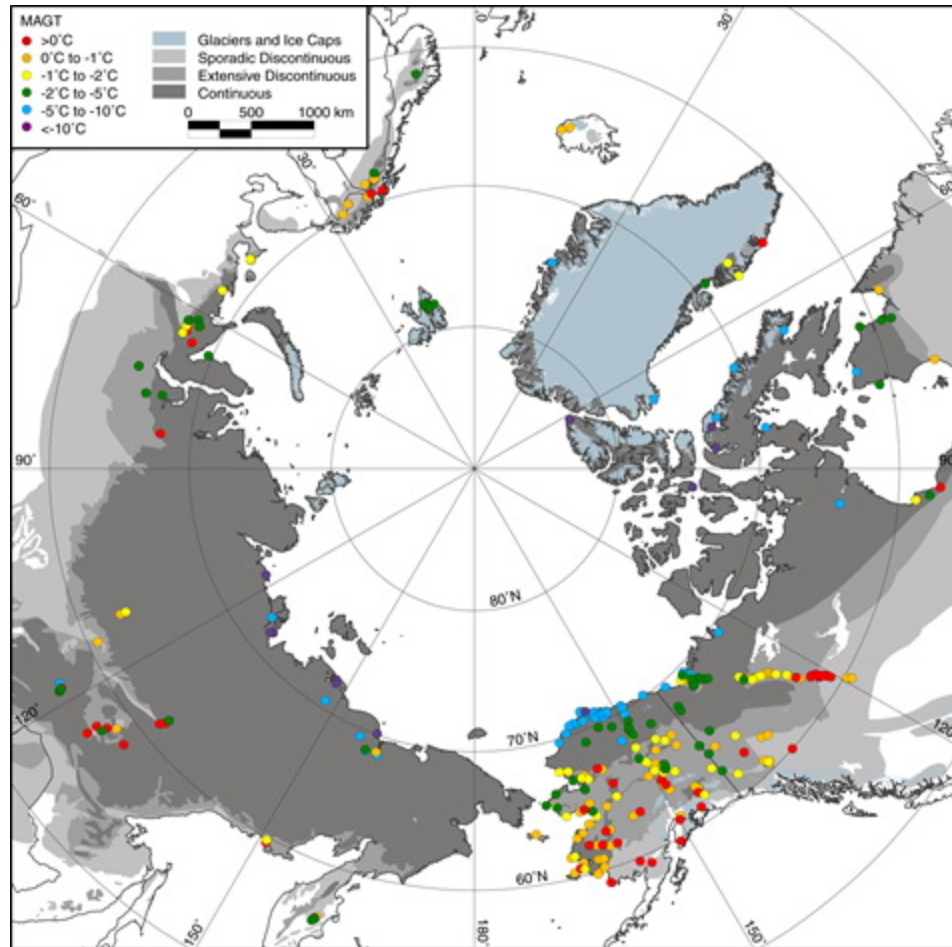 MAGT
>0˚C
0˚C to -1˚C
-1˚C to -2˚C
-2˚C to -5˚C
-5˚C to -10˚C
<-10˚C
Glaciers and Ice Caps
Sporadic Discontinuous
Extensive Discontinuous
Continuous
0 500 1000 km
0
30˚
30˚
60˚
90˚
80˚N
120˚
70˚N
120
60˚N
150˚
180˚
150˚